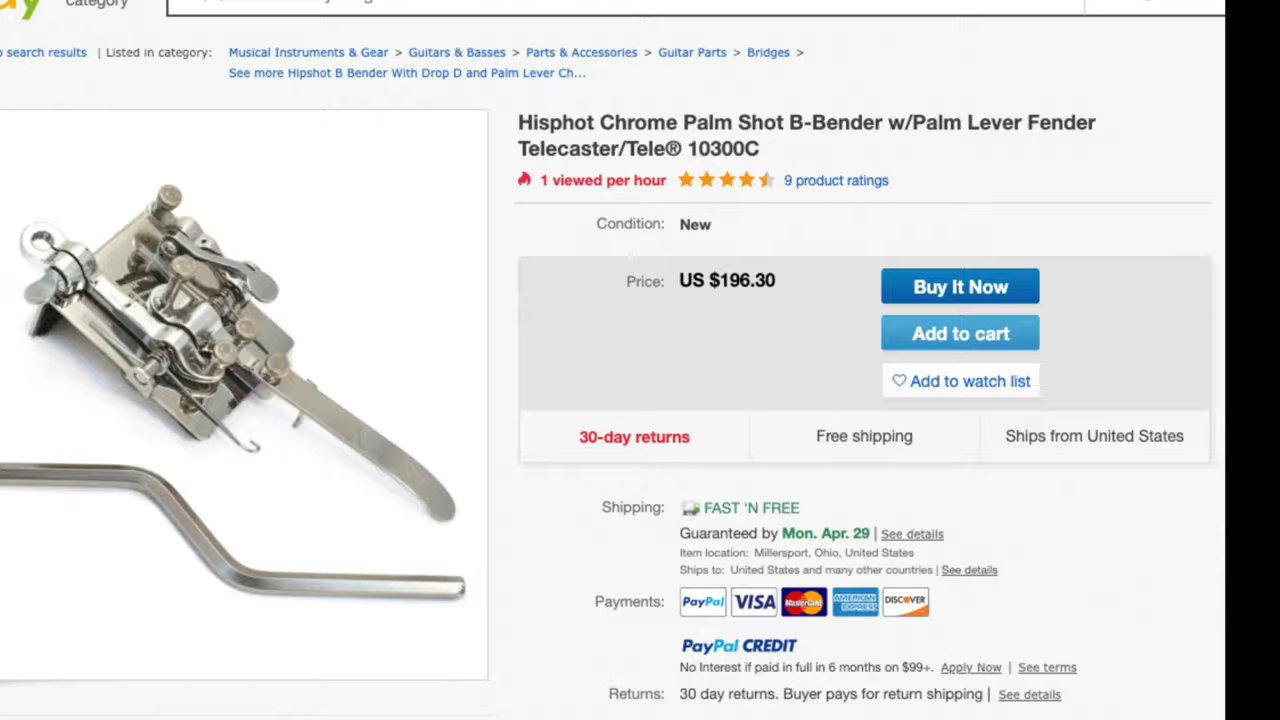 category
search results | Listed in category: Musical Instruments & Gear > Guitars & Basses > Parts & Accessories > Guitar Parts > Bridges >
See more Hipshot B Bender With Drop D and Palm Lever Ch...
Hisphot Chrome Palm Shot B-Bender w/Palm Lever Fender
Telecaster/Tele® 10300C
1 viewed per hour 9 product ratings
Condition: New
Price: US $196.30
Buy It Now
Add to cart
Add to watch list
30-day returns Free shipping Ships from United States
Shipping: FAST 'N FREE
Guaranteed by Mon. Apr. 29 | See details
Item location: Millersport, Ohio, United States
Ships to: United States and many other countries | See details
Payments: PayPal VISA MasterCard AMERICAN EXPRESS DISCOVER
PayPal CREDIT
No Interest if paid in full in 6 months on $99+. Apply Now | See terms
Returns: 30 day returns. Buyer pays for return shipping | See details